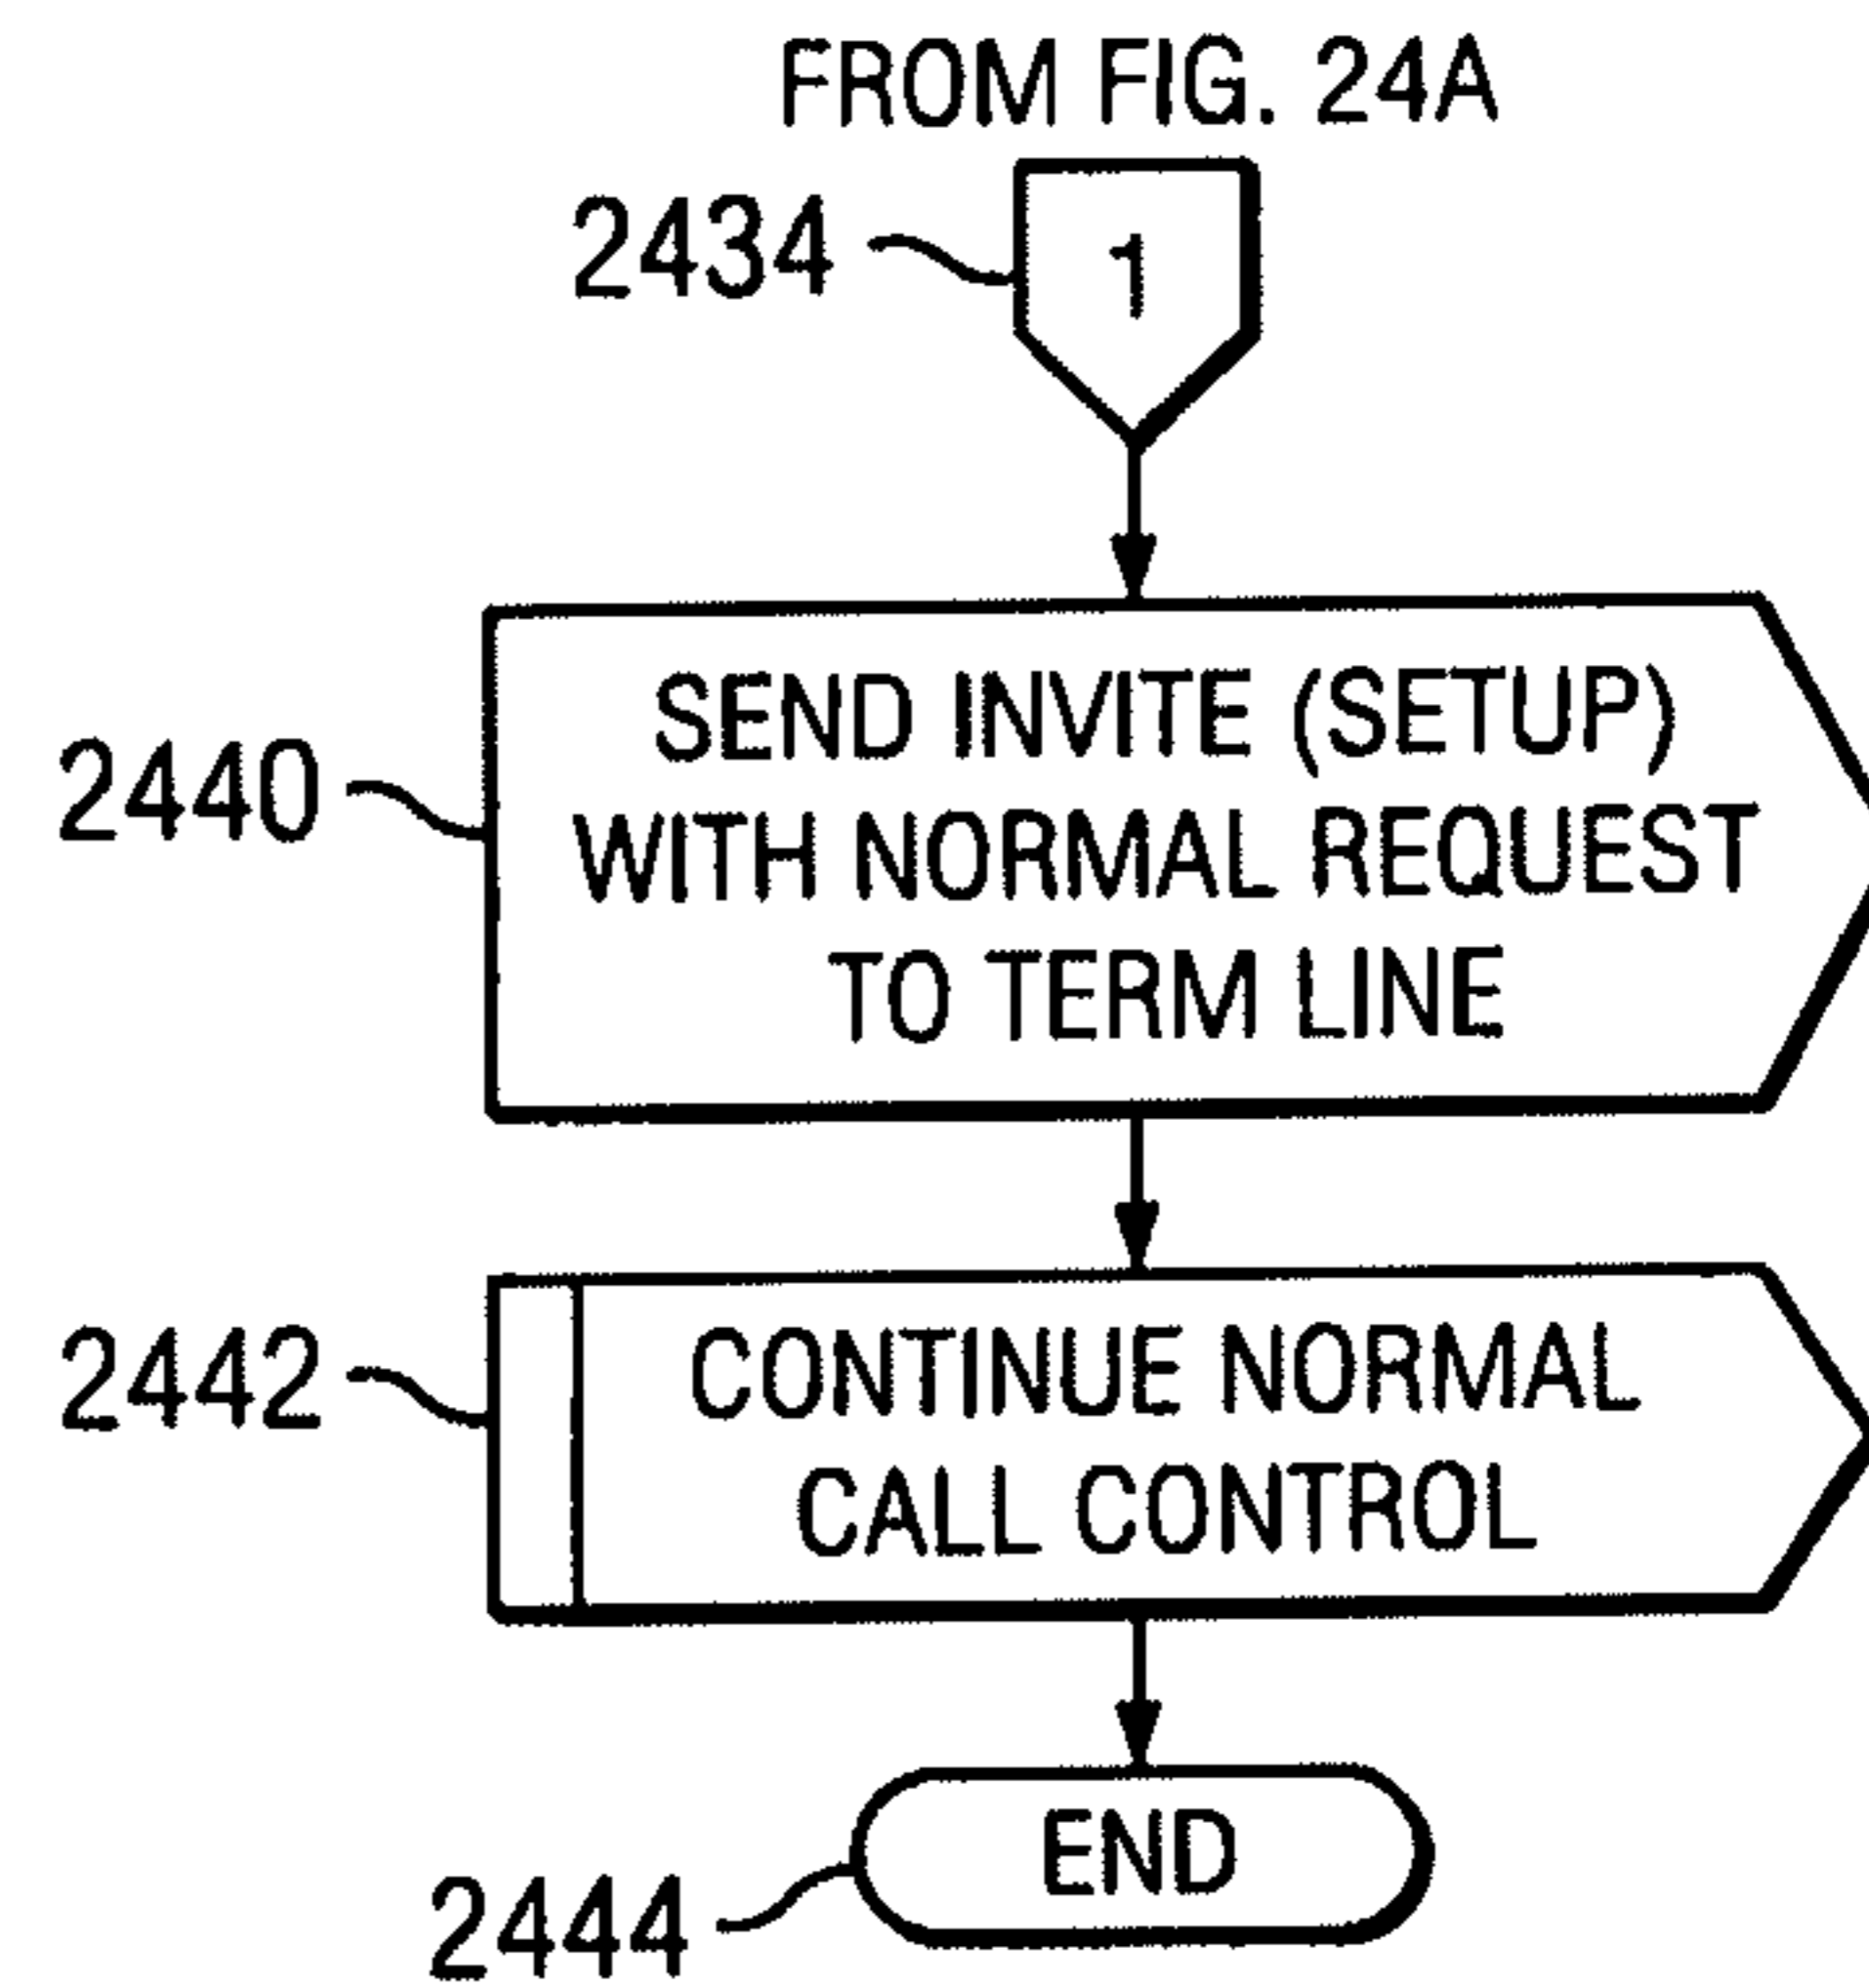 FROM FIG. 24A
2434
1
2440
SEND INVITE (SETUP)
WITH NORMAL REQUEST
TO TERM LINE
2442
CONTINUE NORMAL
CALL CONTROL
END
2444